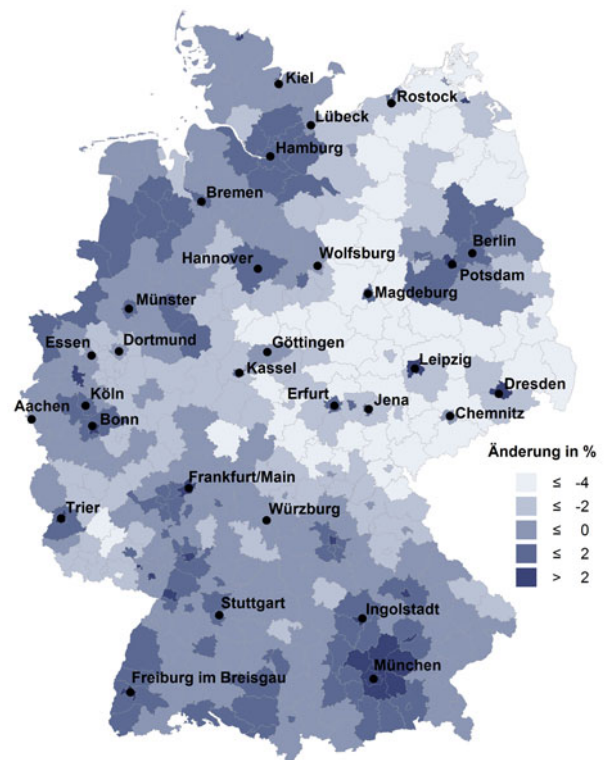 Kiel
Rostock
Lübeck
Hamburg
Bremen
Hannover
Wolfsburg
Berlin
Potsdam
Magdeburg
Münster
Essen
Dortmund
Göttingen
Kassel
Leipzig
Dresden
Köln
Aachen
Bonn
Erfurt
Jena
Chemnitz
Änderung in %
≤ -4
≤ -2
≤ 0
≤ 2
> 2
Frankfurt/Main
Trier
Würzburg
Stuttgart
Ingolstadt
München
Freiburg im Breisgau